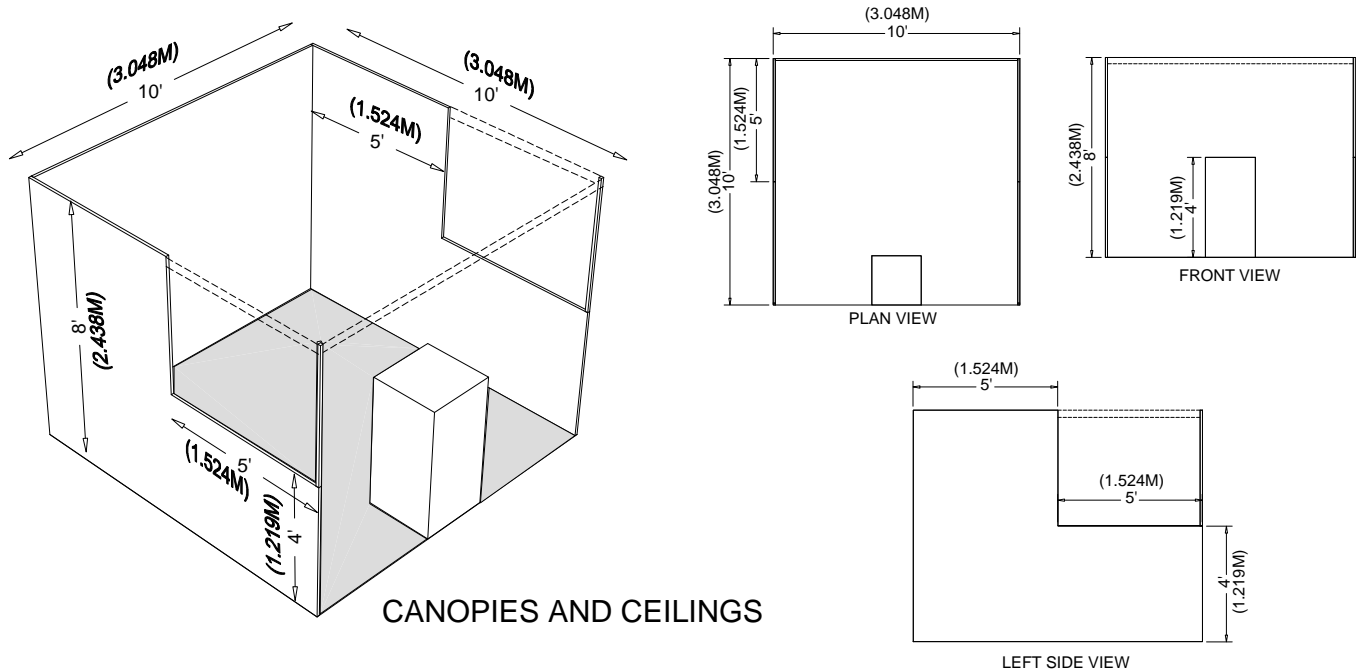 (3.048M)
10'
(3.048M)
10'
(1.524M)
5'
8'
(2.438M)
5'
(1.524M)
4'
(1.219M)
CANOPIES AND CEILINGS
(3.048M)
10'
(3.048M)
10'
(1.524M)
5'
PLAN VIEW
(2.438M)
8'
(1.219M)
4'
FRONT VIEW
(1.524M)
5'
(1.524M)
5'
4'
(1.219M)
LEFT SIDE VIEW